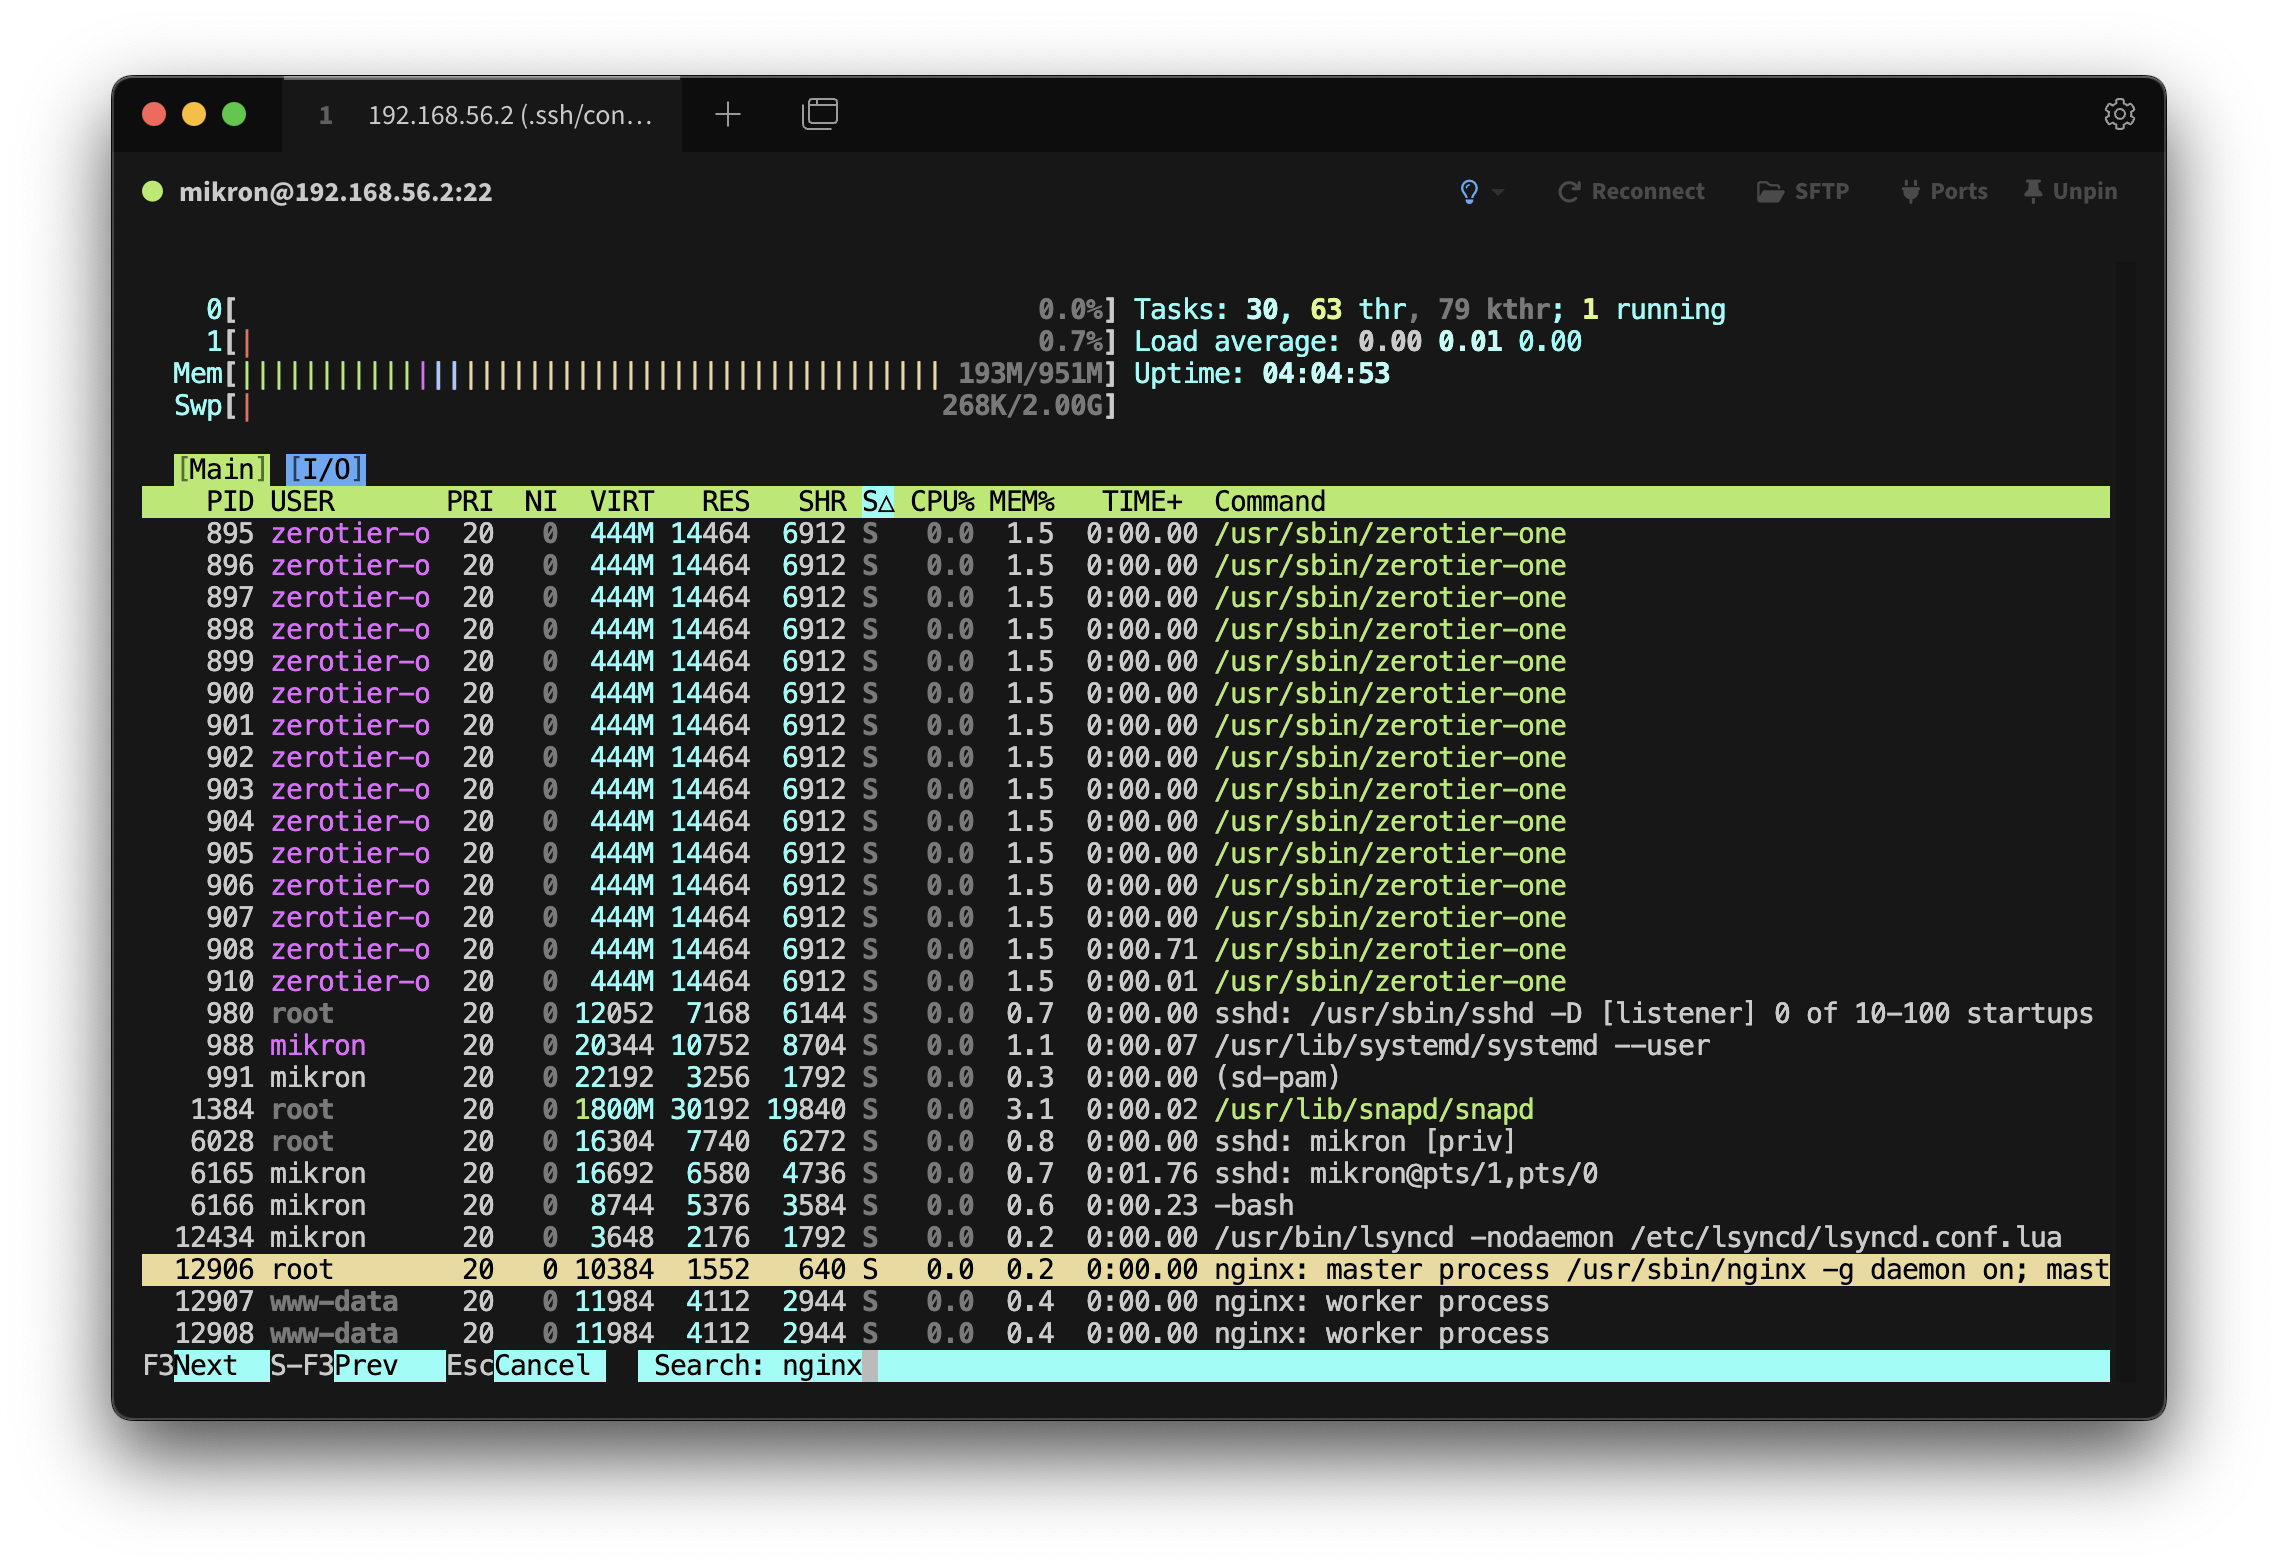 1 192.168.56.2 (.ssh/con...
mikron@192.168.56.2:22 Reconnect SFTP Ports Unpin
0[ 0.0%] Tasks: 30, 63 thr, 79 kthr; 1 running
1[| 0.7%] Load average: 0.00 0.01 0.00
Mem[||||||||||||||||||||||||||||||||||||||||||||193M/951M] Uptime: 04:04:53
Swp[| 268K/2.00G]
[Main] [I/O]
PID USER PRI NI VIRT RES SHR S△ CPU% MEM% TIME+ Command
895 zerotier-o 20 0 444M 14464 6912 S 0.0 1.5 0:00.00 /usr/sbin/zerotier-one
896 zerotier-o 20 0 444M 14464 6912 S 0.0 1.5 0:00.00 /usr/sbin/zerotier-one
897 zerotier-o 20 0 444M 14464 6912 S 0.0 1.5 0:00.00 /usr/sbin/zerotier-one
898 zerotier-o 20 0 444M 14464 6912 S 0.0 1.5 0:00.00 /usr/sbin/zerotier-one
899 zerotier-o 20 0 444M 14464 6912 S 0.0 1.5 0:00.00 /usr/sbin/zerotier-one
900 zerotier-o 20 0 444M 14464 6912 S 0.0 1.5 0:00.00 /usr/sbin/zerotier-one
901 zerotier-o 20 0 444M 14464 6912 S 0.0 1.5 0:00.00 /usr/sbin/zerotier-one
902 zerotier-o 20 0 444M 14464 6912 S 0.0 1.5 0:00.00 /usr/sbin/zerotier-one
903 zerotier-o 20 0 444M 14464 6912 S 0.0 1.5 0:00.00 /usr/sbin/zerotier-one
904 zerotier-o 20 0 444M 14464 6912 S 0.0 1.5 0:00.00 /usr/sbin/zerotier-one
905 zerotier-o 20 0 444M 14464 6912 S 0.0 1.5 0:00.00 /usr/sbin/zerotier-one
906 zerotier-o 20 0 444M 14464 6912 S 0.0 1.5 0:00.00 /usr/sbin/zerotier-one
907 zerotier-o 20 0 444M 14464 6912 S 0.0 1.5 0:00.00 /usr/sbin/zerotier-one
908 zerotier-o 20 0 444M 14464 6912 S 0.0 1.5 0:00.71 /usr/sbin/zerotier-one
910 zerotier-o 20 0 444M 14464 6912 S 0.0 1.5 0:00.01 /usr/sbin/zerotier-one
980 root 20 0 12052 7168 6144 S 0.0 0.7 0:00.00 sshd: /usr/sbin/sshd -D [listener] 0 of 10-100 startups
988 mikron 20 0 20344 10752 8704 S 0.0 1.1 0:00.07 /usr/lib/systemd/systemd --user
991 mikron 20 0 22192 3256 1792 S 0.0 0.3 0:00.00 (sd-pam)
1384 root 20 0 1800M 30192 19840 S 0.0 3.1 0:00.02 /usr/lib/snapd/snapd
6028 root 20 0 16304 7740 6272 S 0.0 0.8 0:00.00 sshd: mikron [priv]
6165 mikron 20 0 16692 6580 4736 S 0.0 0.7 0:01.76 sshd: mikron@pts/1,pts/0
6166 mikron 20 0 8744 5376 3584 S 0.0 0.6 0:00.23 -bash
12434 mikron 20 0 3648 2176 1792 S 0.0 0.2 0:00.00 /usr/bin/lsyncd -nodaemon /etc/lsyncd/lsyncd.conf.lua
12906 root 20 0 10384 1552 640 S 0.0 0.2 0:00.00 nginx: master process /usr/sbin/nginx -g daemon on; mast
12907 www-data 20 0 11984 4112 2944 S 0.0 0.4 0:00.00 nginx: worker process
12908 www-data 20 0 11984 4112 2944 S 0.0 0.4 0:00.00 nginx: worker process
F3Next S-F3Prev EscCancel Search: nginx